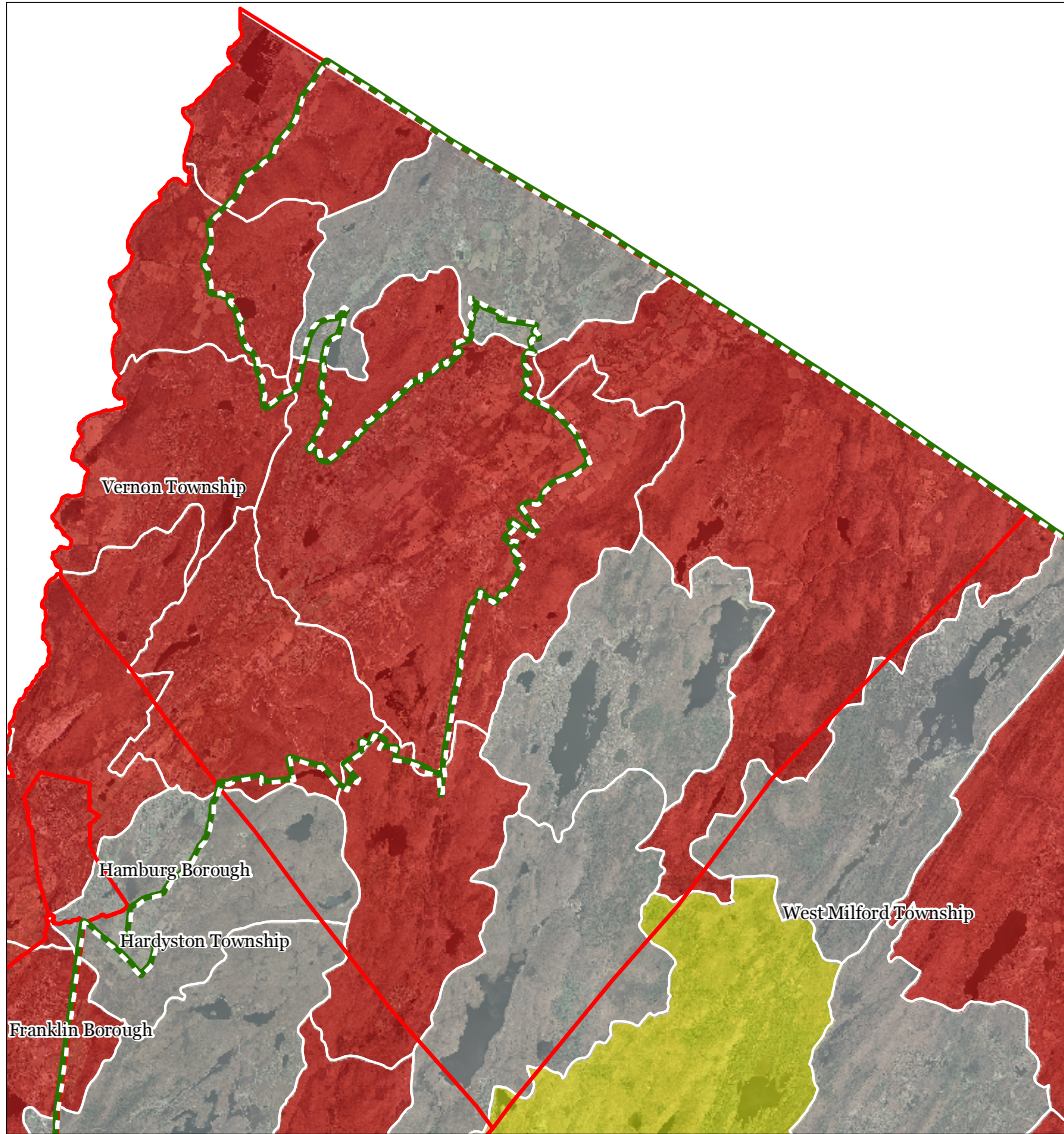 Vernon Township
Hamburg Borough
West Milford Township
Hardyston Township
Franklin Borough